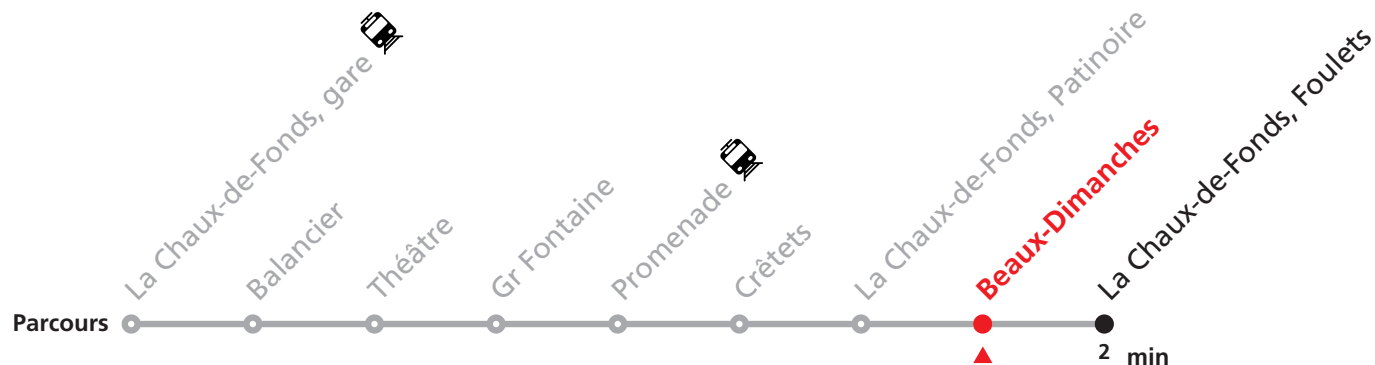 La Chaux-de-Fonds, gare
Balancier
Théâtre
Gr Fontaine
Promenade
Crêtets
La Chaux-de-Fonds, Patinoire
Beaux-Dimanches
La Chaux-de-Fonds, Foulets
Parcours
2 min